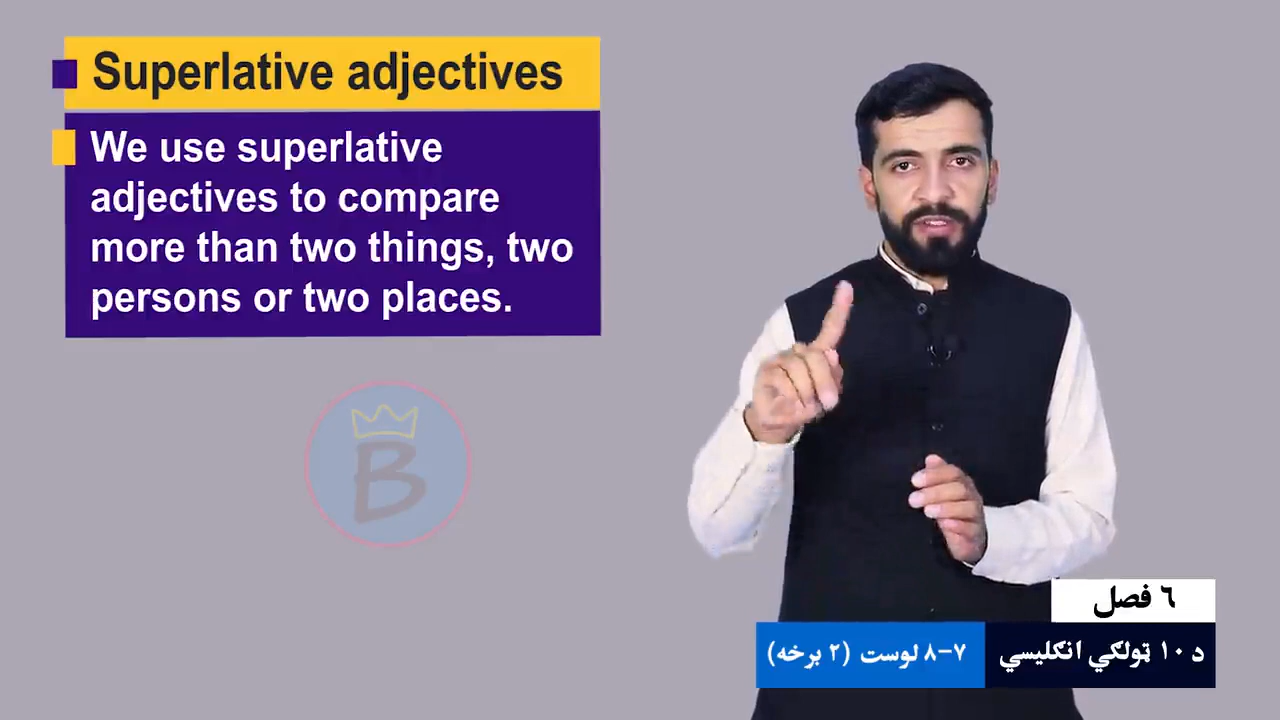 Superlative adjectives
We use superlative
adjectives to compare
more than two things, two
persons or two places.
B
٦ فصل
د ١٠ ټولګي انګلیسي
٧-٨ لوست (٢ برخه)